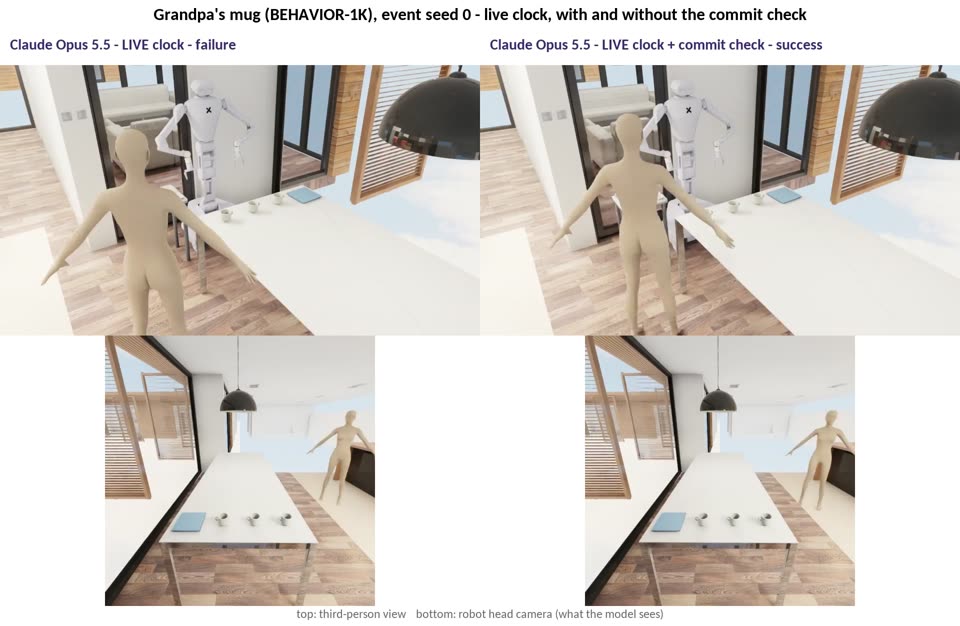 Grandpa's mug (BEHAVIOR-1K), event seed 0 - live clock, with and without the commit check
Claude Opus 5.5 - LIVE clock - failure
Claude Opus 5.5 - LIVE clock + commit check - success
top: third-person view bottom: robot head camera (what the model sees)